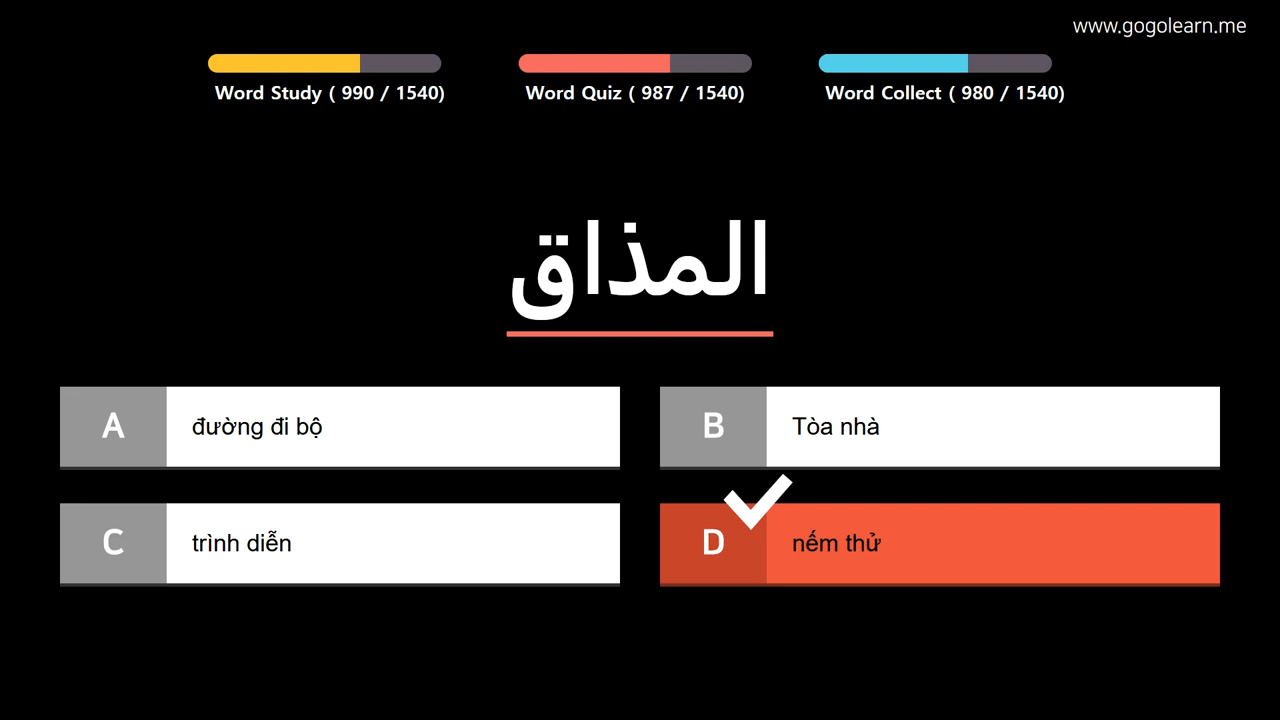 www.gogolearn.me
Word Study ( 990 / 1540)
Word Quiz ( 987 / 1540)
Word Collect ( 980 / 1540)
المذاق
A
đường đi bộ
B
Tòa nhà
C
trình diễn
D
nếm thử